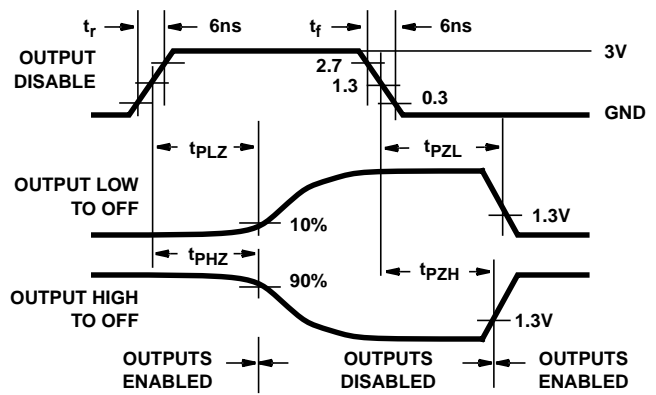 tr 6ns tf 6ns
OUTPUT
DISABLE
3V
2.7
1.3
0.3
GND
tPLZ tPZL
OUTPUT LOW
TO OFF
10%
1.3V
tPHZ tPZH
90%
OUTPUT HIGH
TO OFF
1.3V
OUTPUTS
ENABLED
OUTPUTS
DISABLED
OUTPUTS
ENABLED